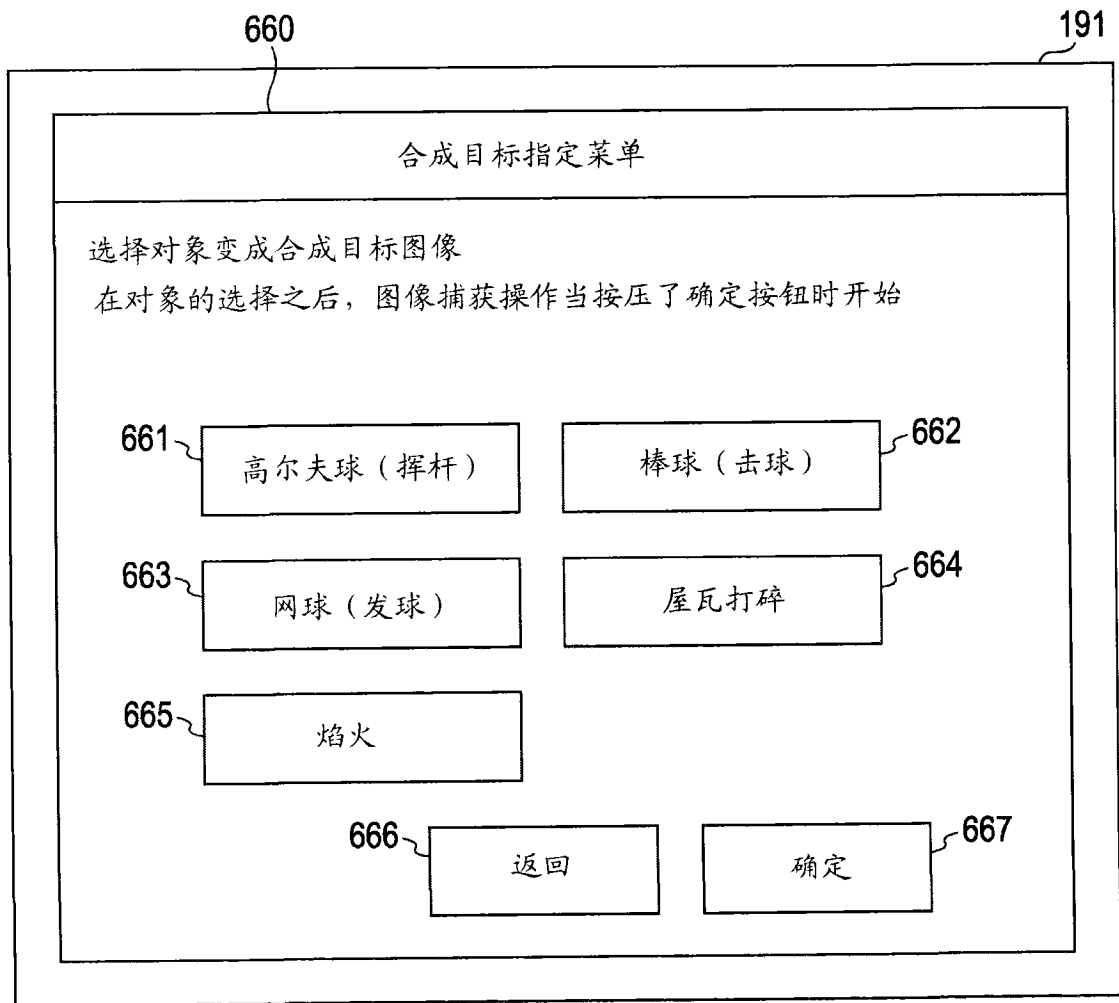 660
191
合成目标指定菜单
选择对象变成合成目标图像
在对象的选择之后，图像捕获操作当按压了确定按钮时开始
661
高尔夫球（挥杆）
棒球（击球）
662
663
网球（发球）
屋瓦打碎
664
665
焰火
666
返回
确定
667